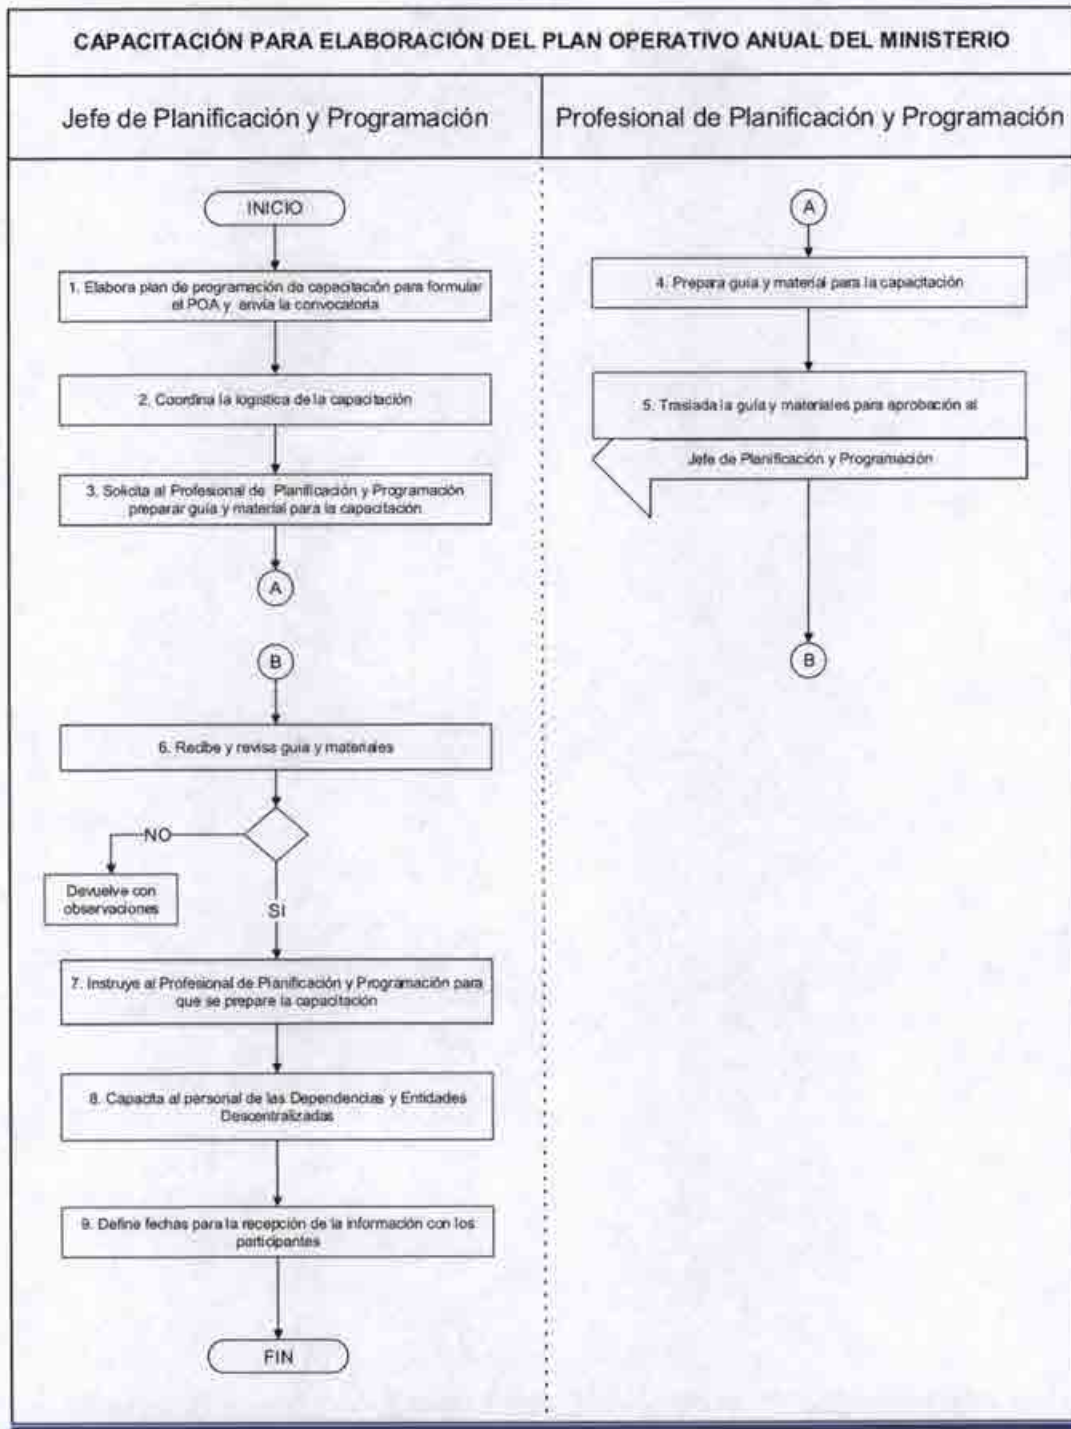 CAPACITACIÓN PARA ELABORACIÓN DEL PLAN OPERATIVO ANUAL DEL MINISTERIO
Jefe de Planificación y Programación
Profesional de Planificación y Programación
INICIO
1. Elabora plan de programación de capacitación para formular
el POA y envía la convocatoria
2. Coordina la logística de la capacitación
3. Solicita al Profesional de Planificación y Programación
preparar guía y material para la capacitación
A
B
6. Recibe y revisa guía y materiales
NO
Devuelve con
observaciones
SI
7. Instruye al Profesional de Planificación y Programación para
que se prepare la capacitación
8. Capacita al personal de las Dependencias y Entidades
Descentralizadas
9. Define fechas para la recepción de la información con los
participantes
FIN
A
4. Prepara guía y material para la capacitación
5. Traslada la guía y materiales para aprobación al
Jefe de Planificación y Programación
B